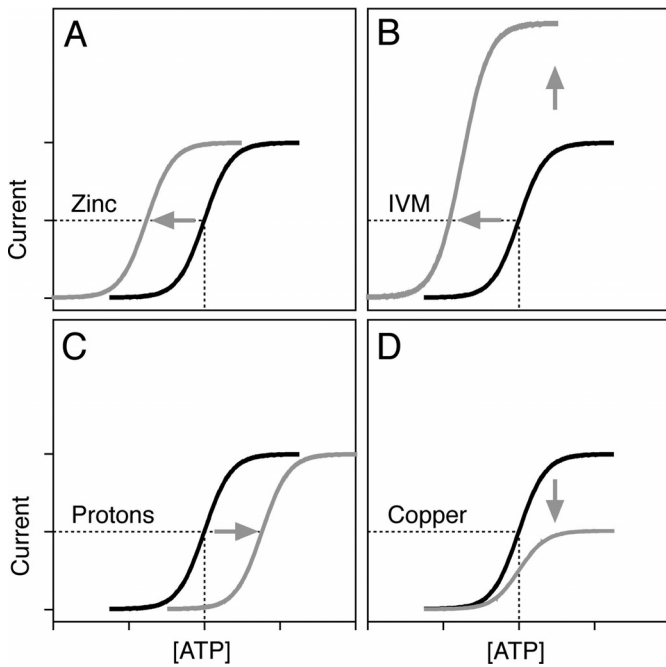 A
B
Current
Zinc
IVM
C
D
Current
Protons
Copper
[ATP]
[ATP]